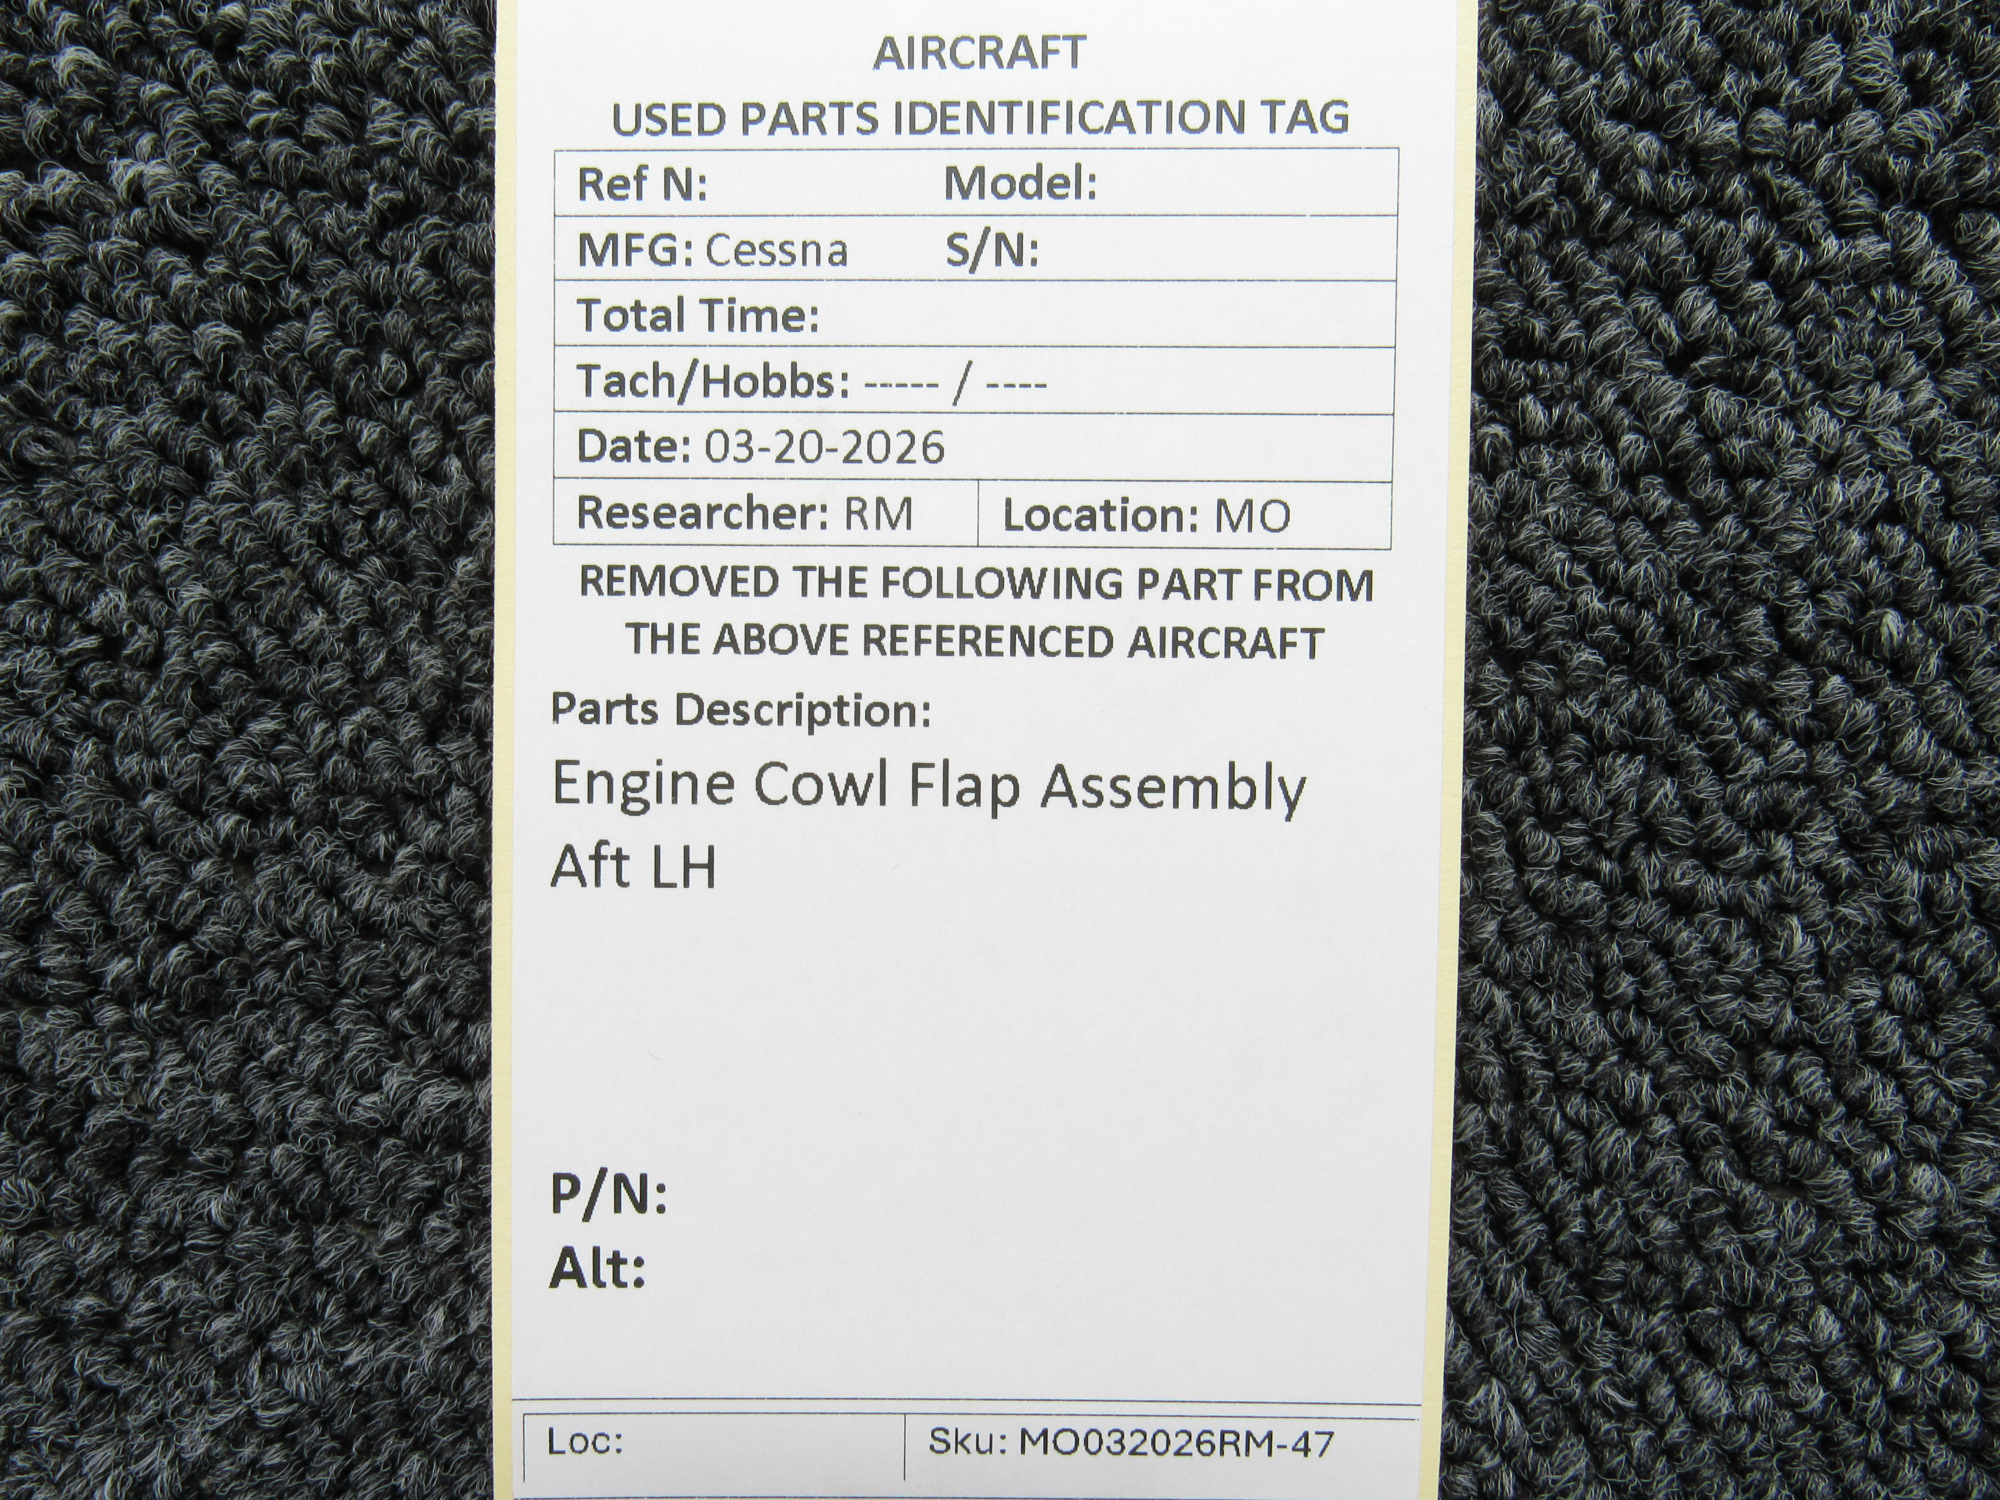 AIRCRAFT
USED PARTS IDENTIFICATION TAG
Ref N: Model:
MFG: Cessna S/N:
Total Time:
Tach/Hobbs: ----- / ----
Date: 03-20-2026
Researcher: RM Location: MO
REMOVED THE FOLLOWING PART FROM
THE ABOVE REFERENCED AIRCRAFT
Parts Description:
Engine Cowl Flap Assembly
Aft LH
P/N:
Alt:
Loc: Sku: MO032026RM-47